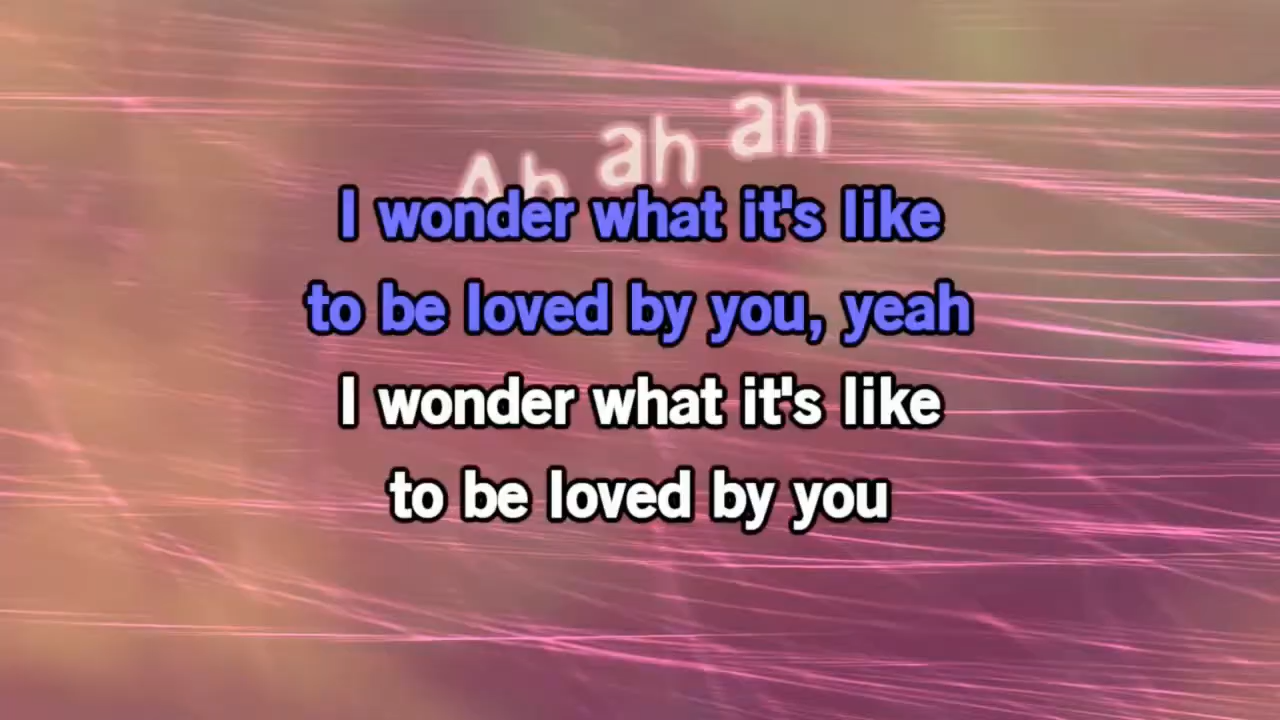 Ah ah ah
I wonder what it's like
to be loved by you, yeah
I wonder what it's like
to be loved by you